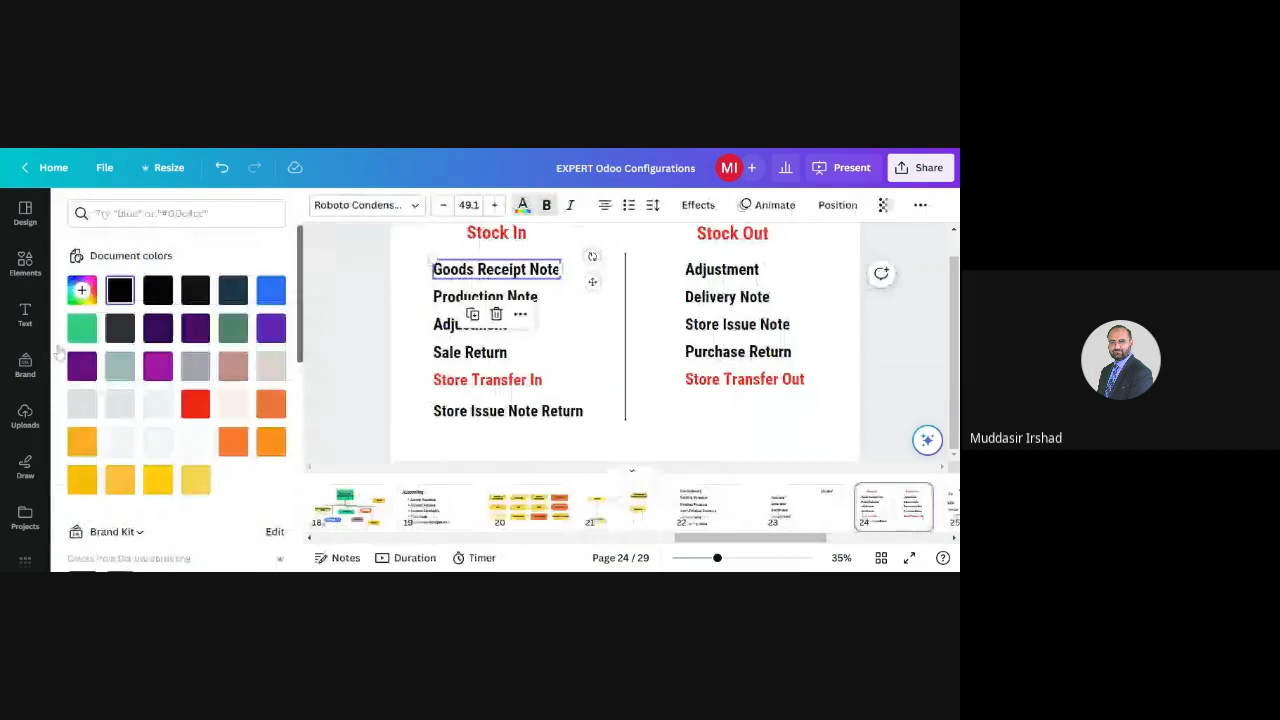 Home File Resize EXPERT Odoo Configurations MI + Present Share
Roboto Condens... − 49.1 + A B I Effects Animate Position
Design
Elements
Text
Brand
Uploads
Draw
Projects
Document colors
Brand Kit Edit
Stock In
Goods Receipt Note
Production Note
Sale Return
Store Transfer In
Store Issue Note Return
Stock Out
Adjustment
Delivery Note
Store Issue Note
Purchase Return
Store Transfer Out
18 19 20 21 22 23 24 25
Notes Duration Timer Page 24 / 29 35%
Muddasir Irshad